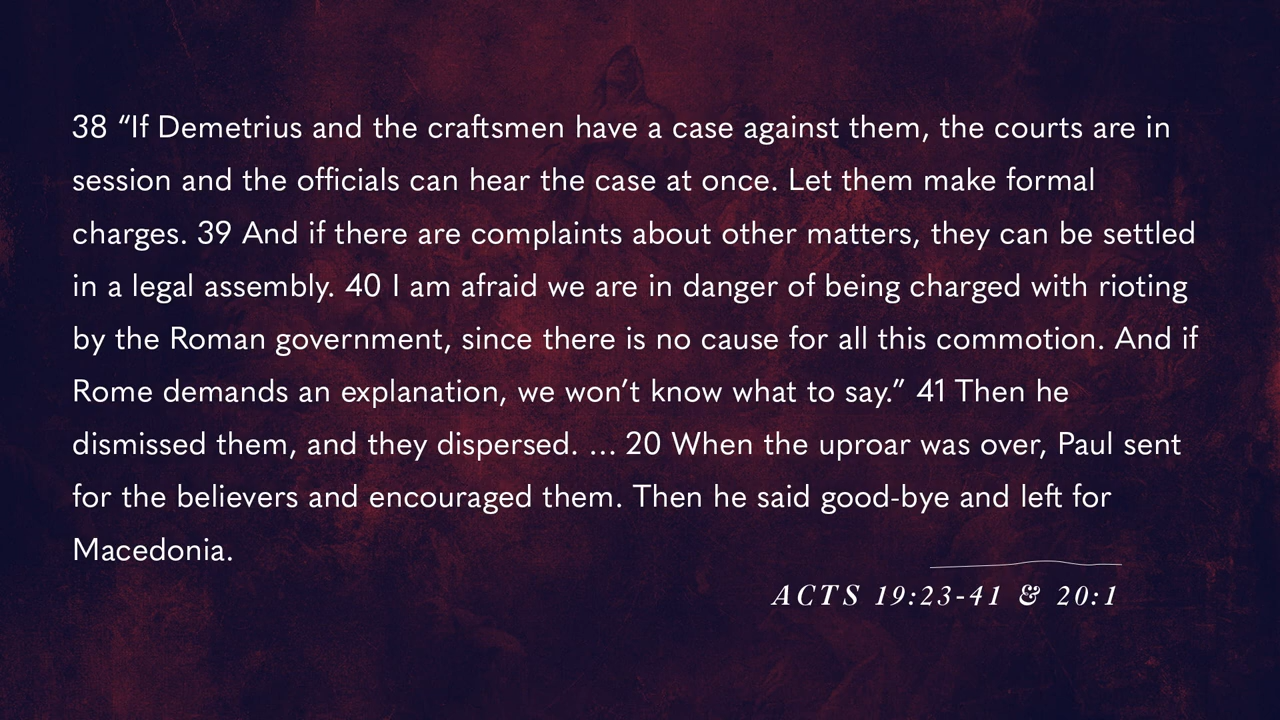 38 “If Demetrius and the craftsmen have a case against them, the courts are in
session and the officials can hear the case at once. Let them make formal
charges. 39 And if there are complaints about other matters, they can be settled
in a legal assembly. 40 I am afraid we are in danger of being charged with rioting
by the Roman government, since there is no cause for all this commotion. And if
Rome demands an explanation, we won’t know what to say.” 41 Then he
dismissed them, and they dispersed. … 20 When the uproar was over, Paul sent
for the believers and encouraged them. Then he said good-bye and left for
Macedonia.
ACTS 19:23-41 & 20:1